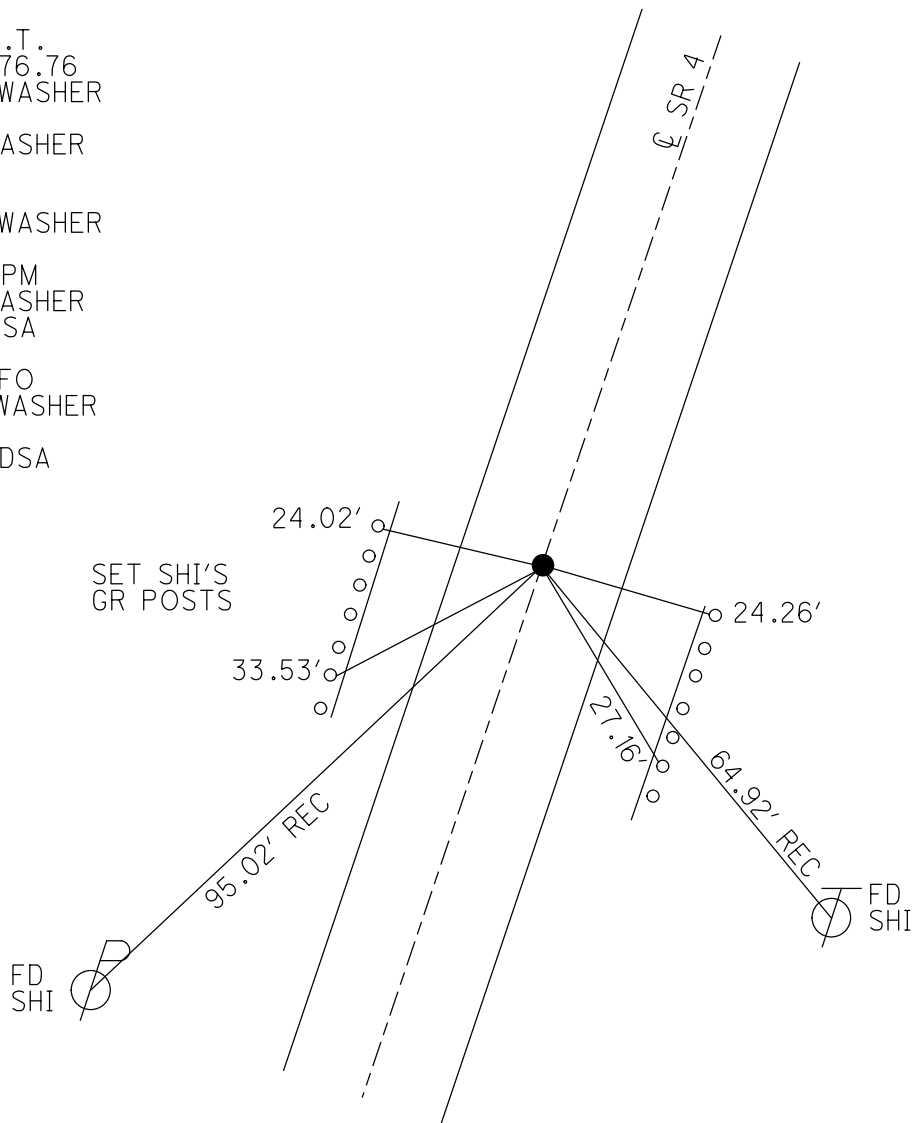 .T.
76.76
WASHER
ASHER
WASHER
PM
ASHER
SA
FO
WASHER
DSA
℄ SR 4
24.02'
SET SHI'S
GR POSTS
33.53'
24.26'
27.16'
64.92' REC
95.02' REC
FD
SHI
P
FD
SHI
T